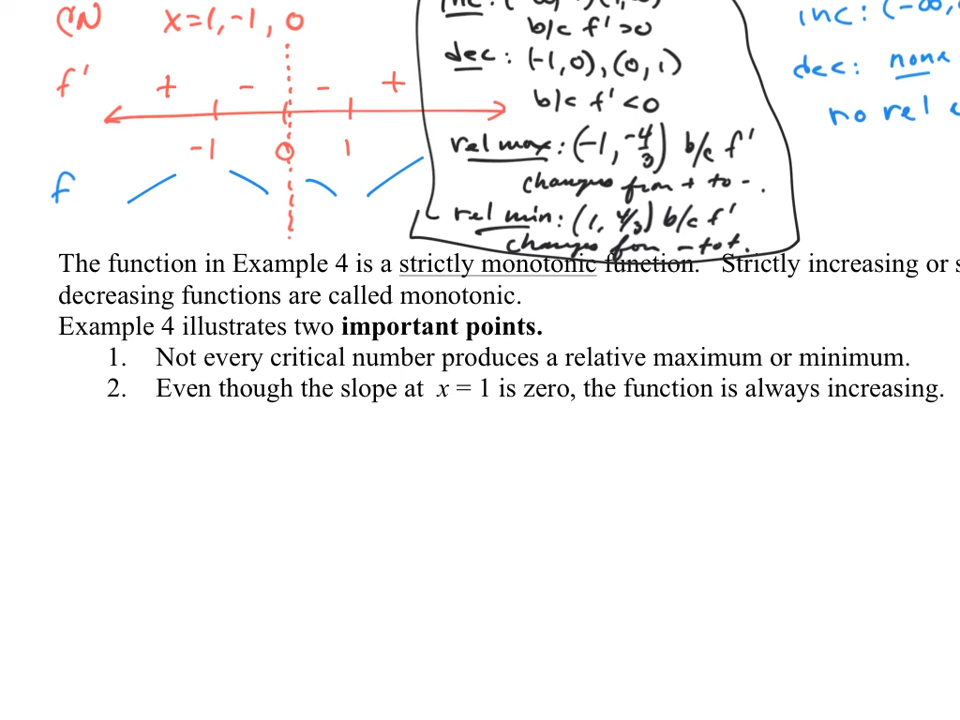 CN x=1, -1, 0
f' + - - +
-1 0 1
f
b/c f'>0
dec: (-1,0), (0,1)
b/c f'<0
rel max: (-1, -4/3) b/c f'
changes from + to -.
rel min: (1, 4/3) b/c f'
changes from - to +.
inc: (-∞,
dec: none
no rel
The function in Example 4 is a strictly monotonic function. Strictly increasing or s
decreasing functions are called monotonic.
Example 4 illustrates two important points.
1. Not every critical number produces a relative maximum or minimum.
2. Even though the slope at x = 1 is zero, the function is always increasing.